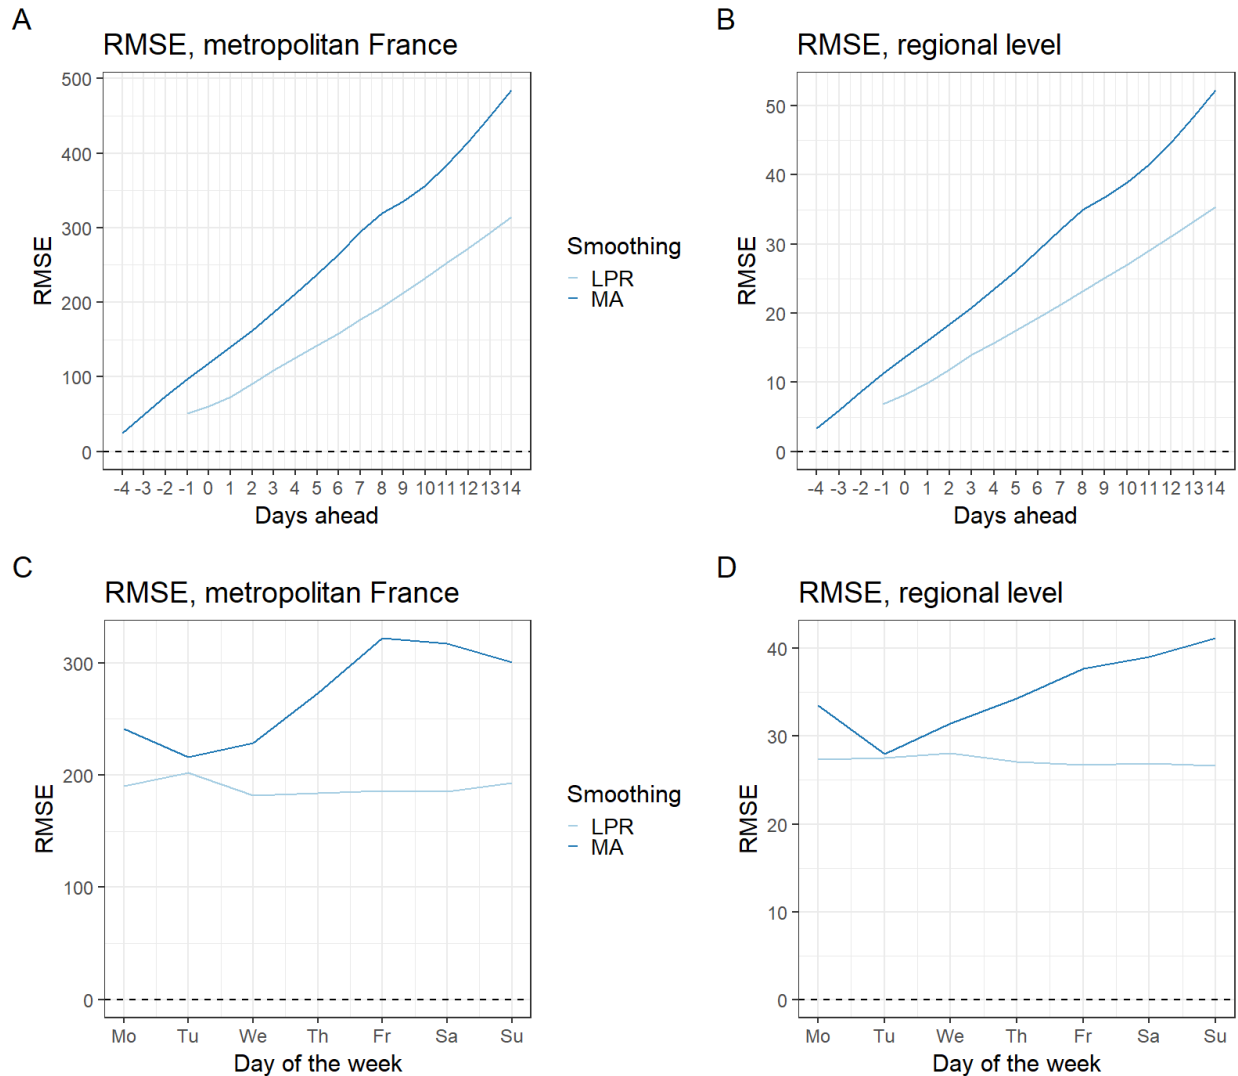 A
RMSE, metropolitan France
RMSE
500
400
300
200
100
0
-4 -3 -2 -1 0 1 2 3 4 5 6 7 8 9 10 11 12 13 14
Days ahead
Smoothing
LPR
MA
B
RMSE, regional level
RMSE
50
40
30
20
10
0
-4 -3 -2 -1 0 1 2 3 4 5 6 7 8 9 10 11 12 13 14
Days ahead
C
RMSE, metropolitan France
RMSE
300
200
100
0
Mo Tu We Th Fr Sa Su
Day of the week
Smoothing
LPR
MA
D
RMSE, regional level
RMSE
40
30
20
10
0
Mo Tu We Th Fr Sa Su
Day of the week